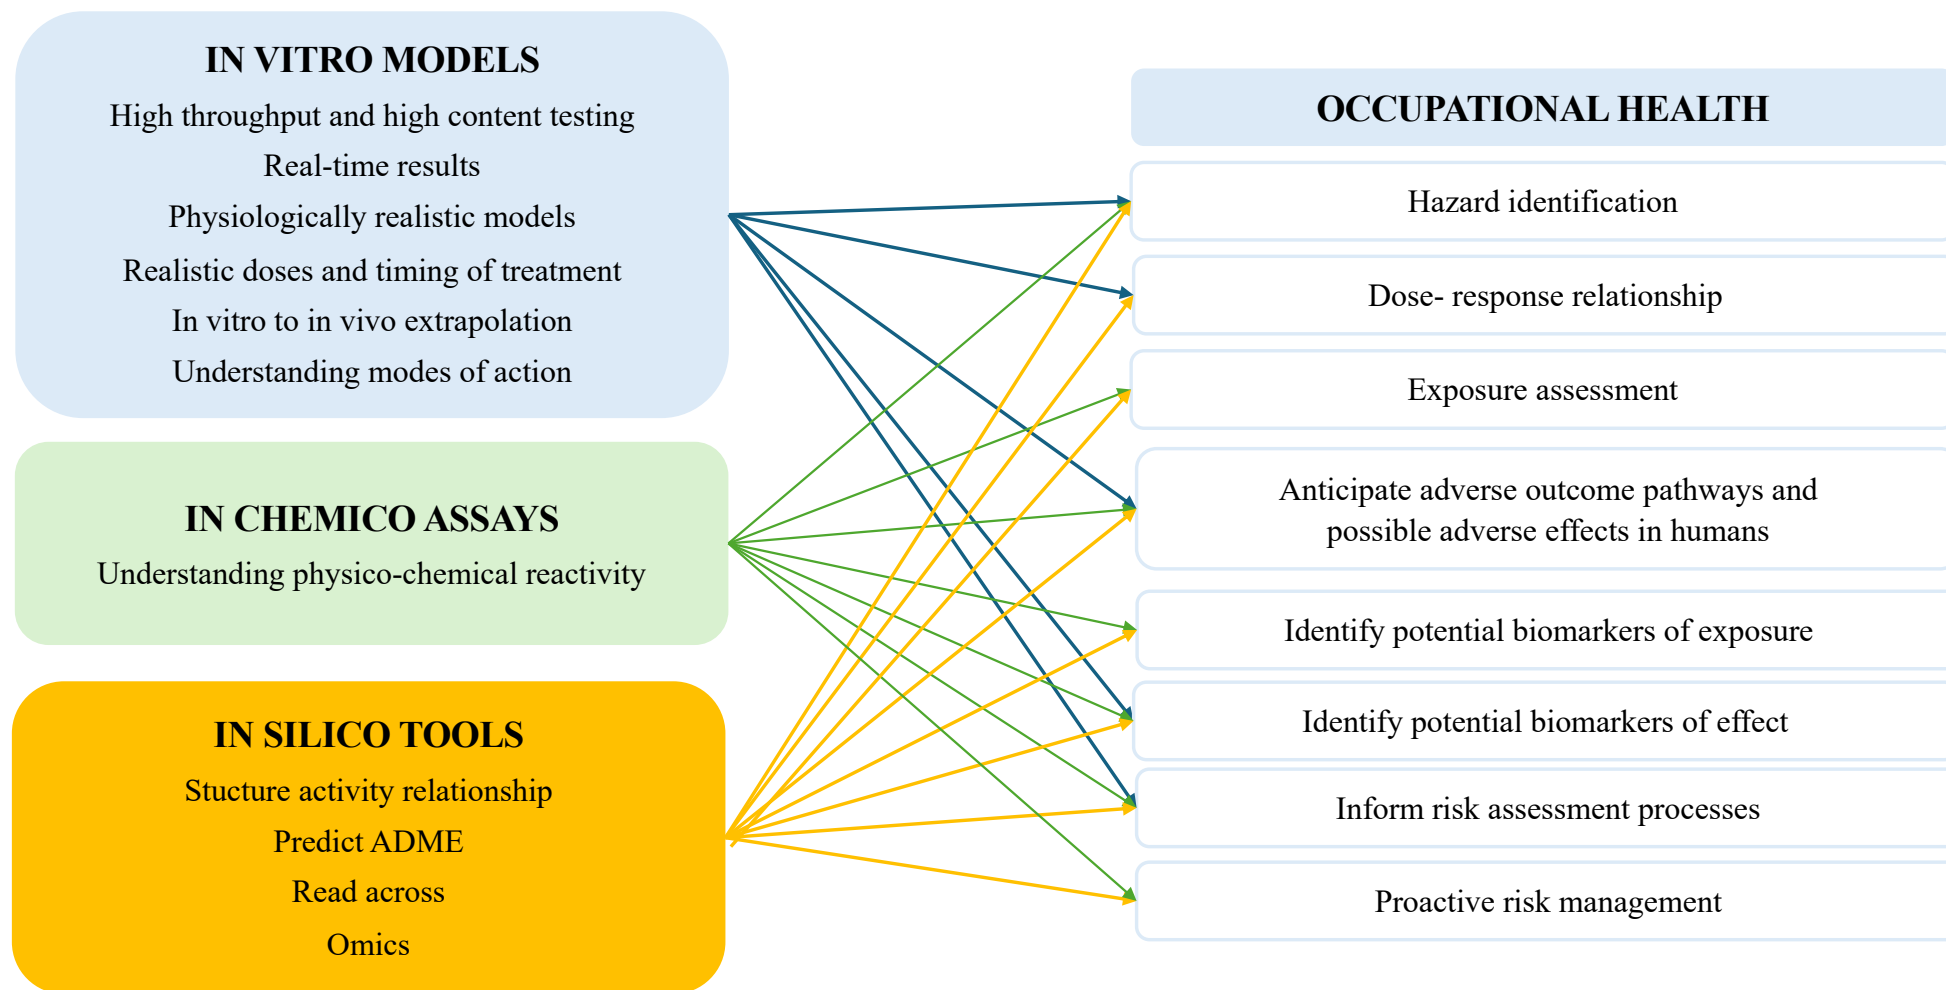 IN VITRO MODELS
High throughput and high content testing
Real-time results
Physiologically realistic models
Realistic doses and timing of treatment
In vitro to in vivo extrapolation
Understanding modes of action
IN CHEMICO ASSAYS
Understanding physico-chemical reactivity
IN SILICO TOOLS
Stucture activity relationship
Predict ADME
Read across
Omics
OCCUPATIONAL HEALTH
Hazard identification
Dose- response relationship
Exposure assessment
Anticipate adverse outcome pathways and
possible adverse effects in humans
Identify potential biomarkers of exposure
Identify potential biomarkers of effect
Inform risk assessment processes
Proactive risk management